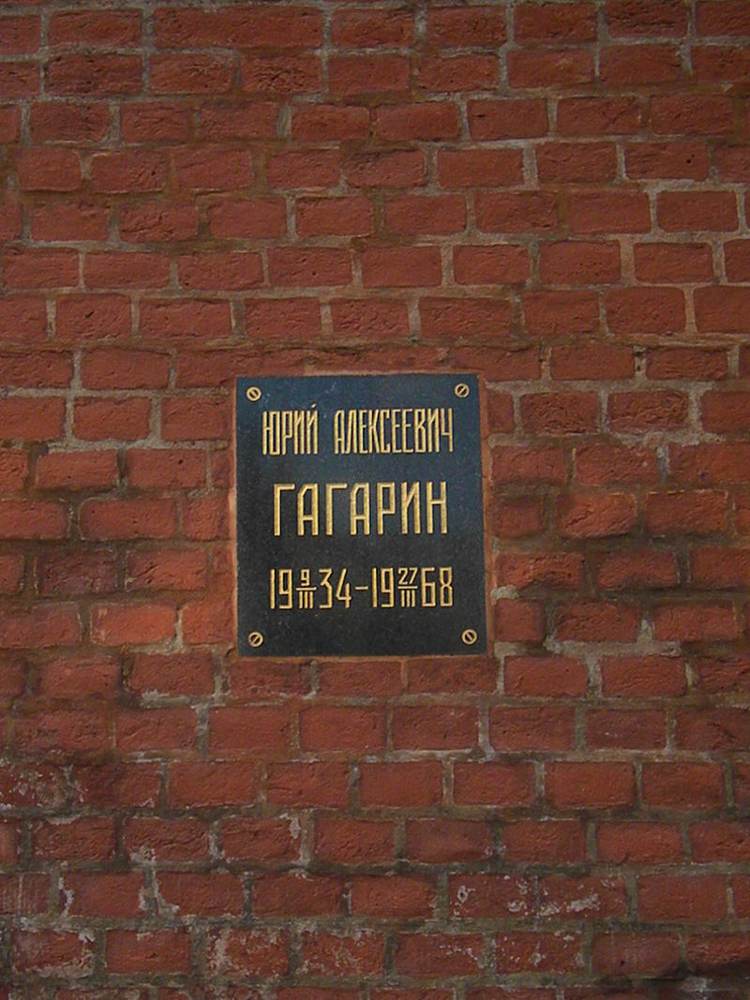 ЮРИЙ АЛЕКСЕЕВИЧ
ГАГАРИН
19 9/III 34–19 27/III 68